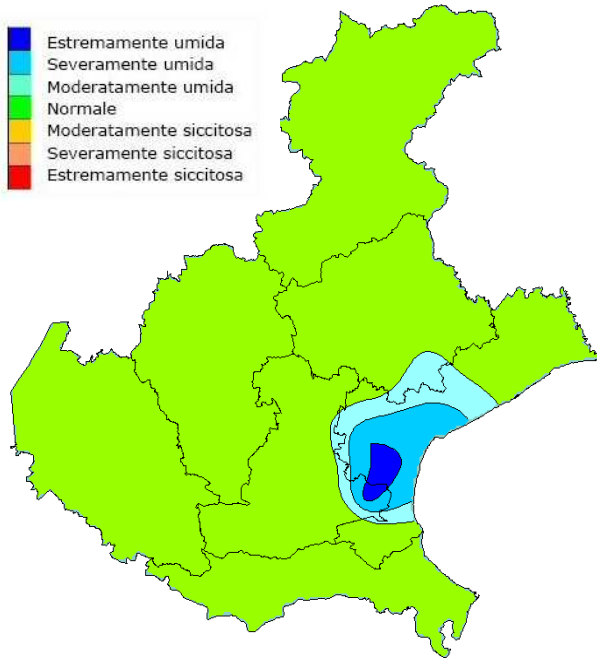 Estremamente umida
Severamente umida
Moderatamente umida
Normale
Moderatamente siccitosa
Severamente siccitosa
Estremamente siccitosa